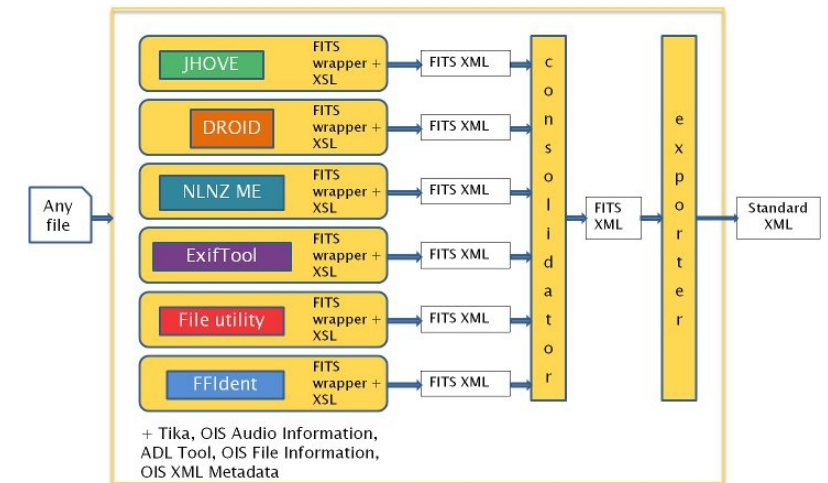 Any
file
JHOVE
FITS
wrapper +
XSL
FITS XML
DROID
FITS
wrapper +
XSL
FITS XML
NLNZ ME
FITS
wrapper +
XSL
FITS XML
ExifTool
FITS
wrapper +
XSL
FITS XML
File utility
FITS
wrapper +
XSL
FITS XML
FFIdent
FITS
wrapper +
XSL
FITS XML
+ Tika, OIS Audio Information,
ADL Tool, OIS File Information,
OIS XML Metadata
consolidator
FITS
XML
exporter
Standard
XML